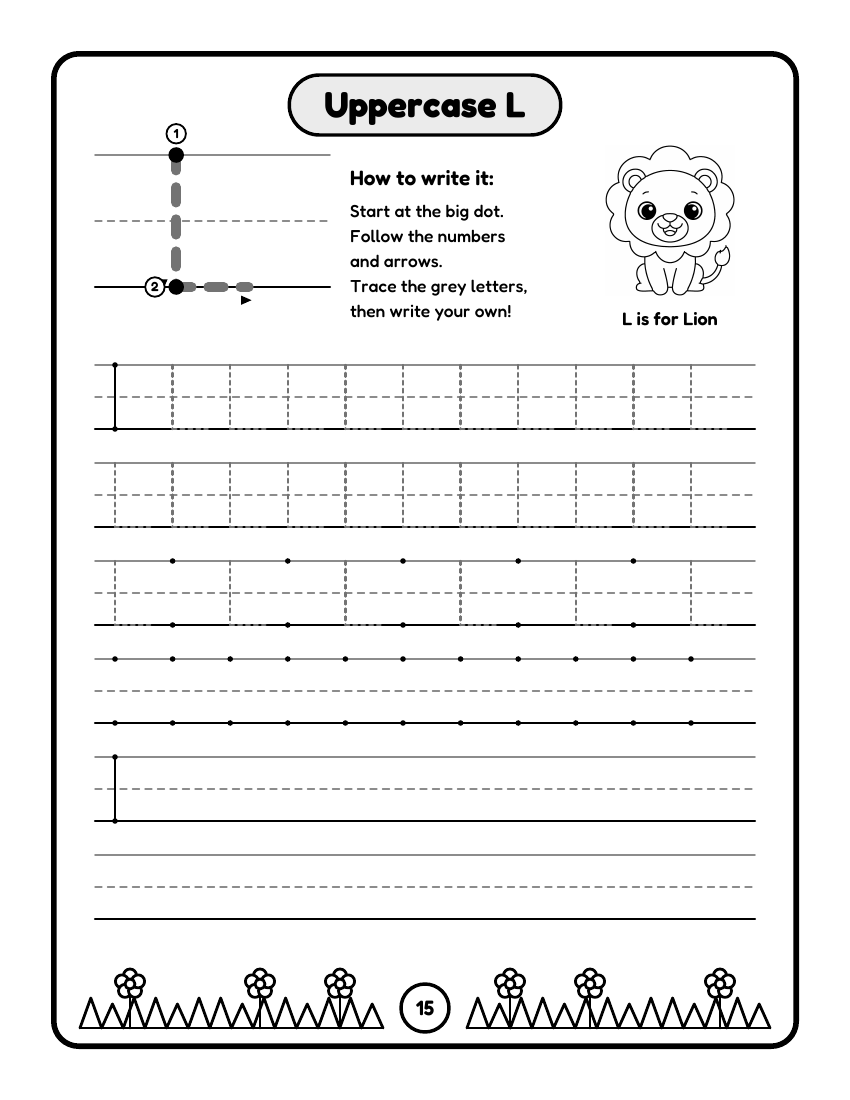 Uppercase L
1
2
How to write it:
Start at the big dot.
Follow the numbers
and arrows.
Trace the grey letters,
then write your own!
L is for Lion
15